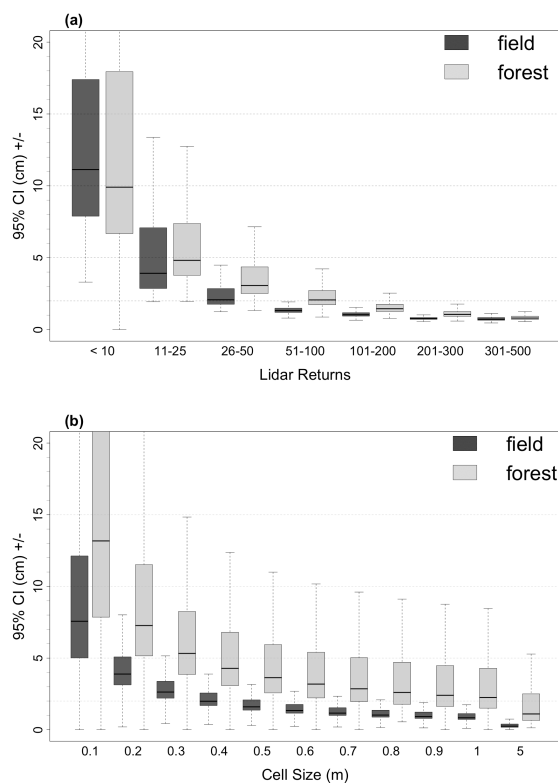 (a)
field
forest
20
15
10
5
0
95% CI (cm) +/-
< 10 11-25 26-50 51-100 101-200 201-300 301-500
Lidar Returns
(b)
field
forest
20
15
10
5
0
95% CI (cm) +/-
0.1 0.2 0.3 0.4 0.5 0.6 0.7 0.8 0.9 1 5
Cell Size (m)